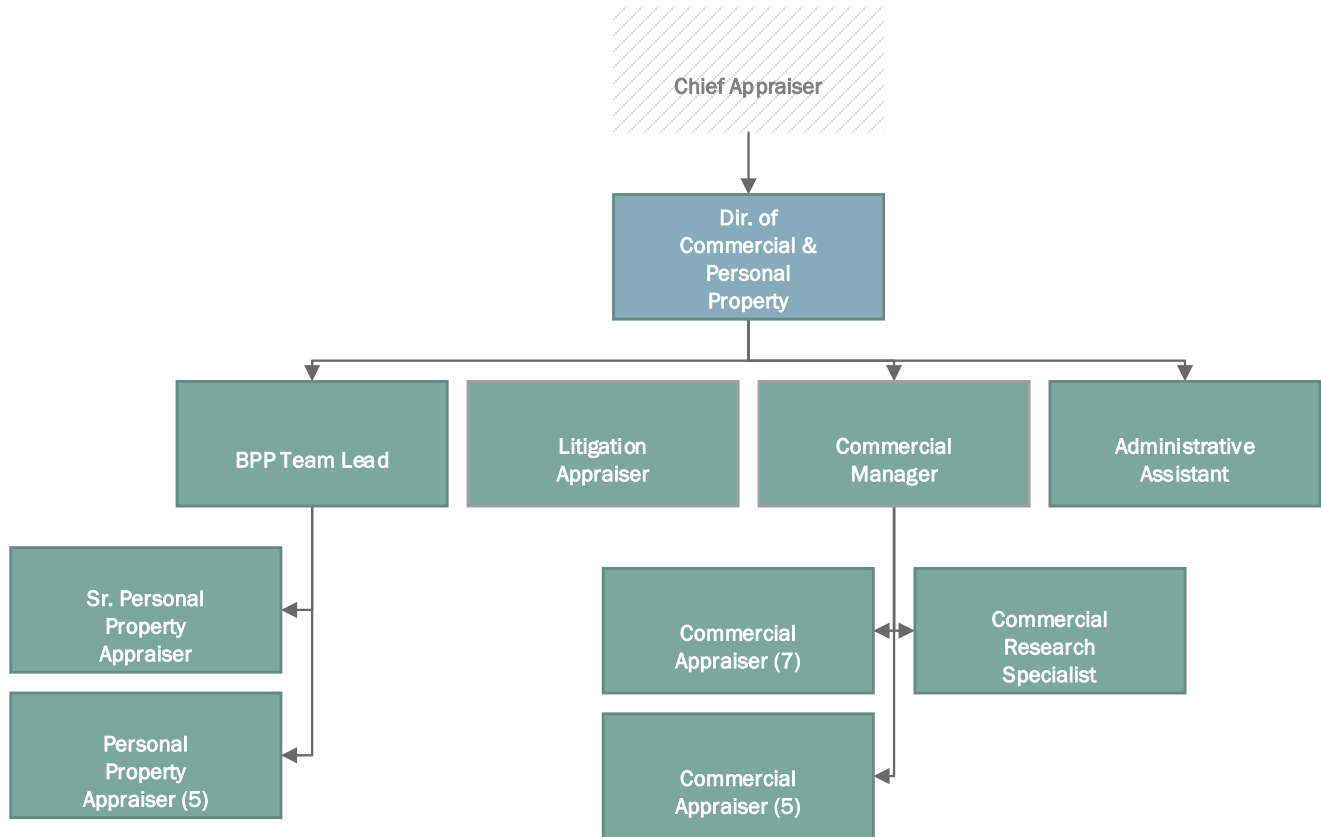 Chief Appraiser
Dir. of
Commercial &
Personal
Property
BPP Team Lead
Litigation
Appraiser
Commercial
Manager
Administrative
Assistant
Sr. Personal
Property
Appraiser
Commercial
Appraiser (7)
Commercial
Research
Specialist
Personal
Property
Appraiser (5)
Commercial
Appraiser (5)